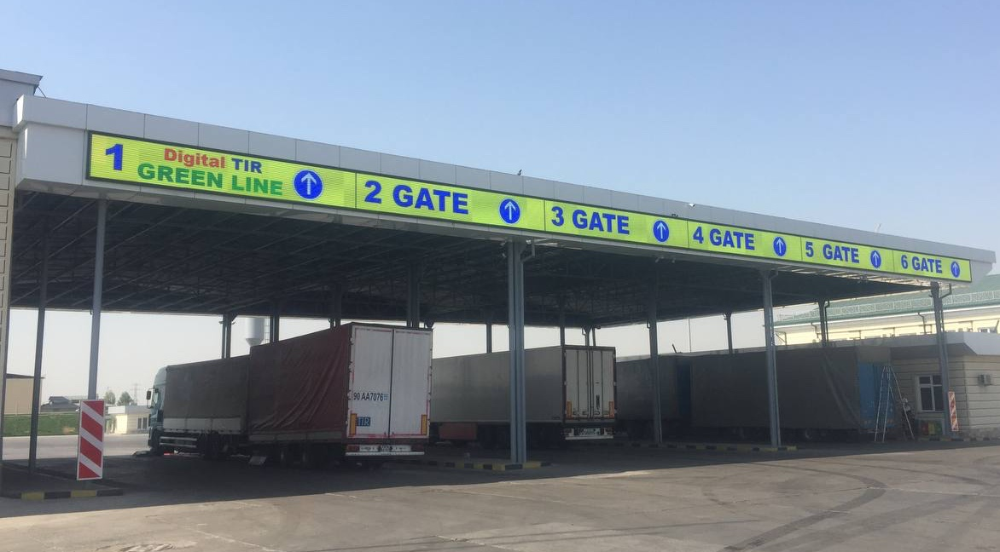 1
Digital TIR
GREEN LINE
2 GATE
3 GATE
4 GATE
5 GATE
6 GATE
90 AA7076
TIR